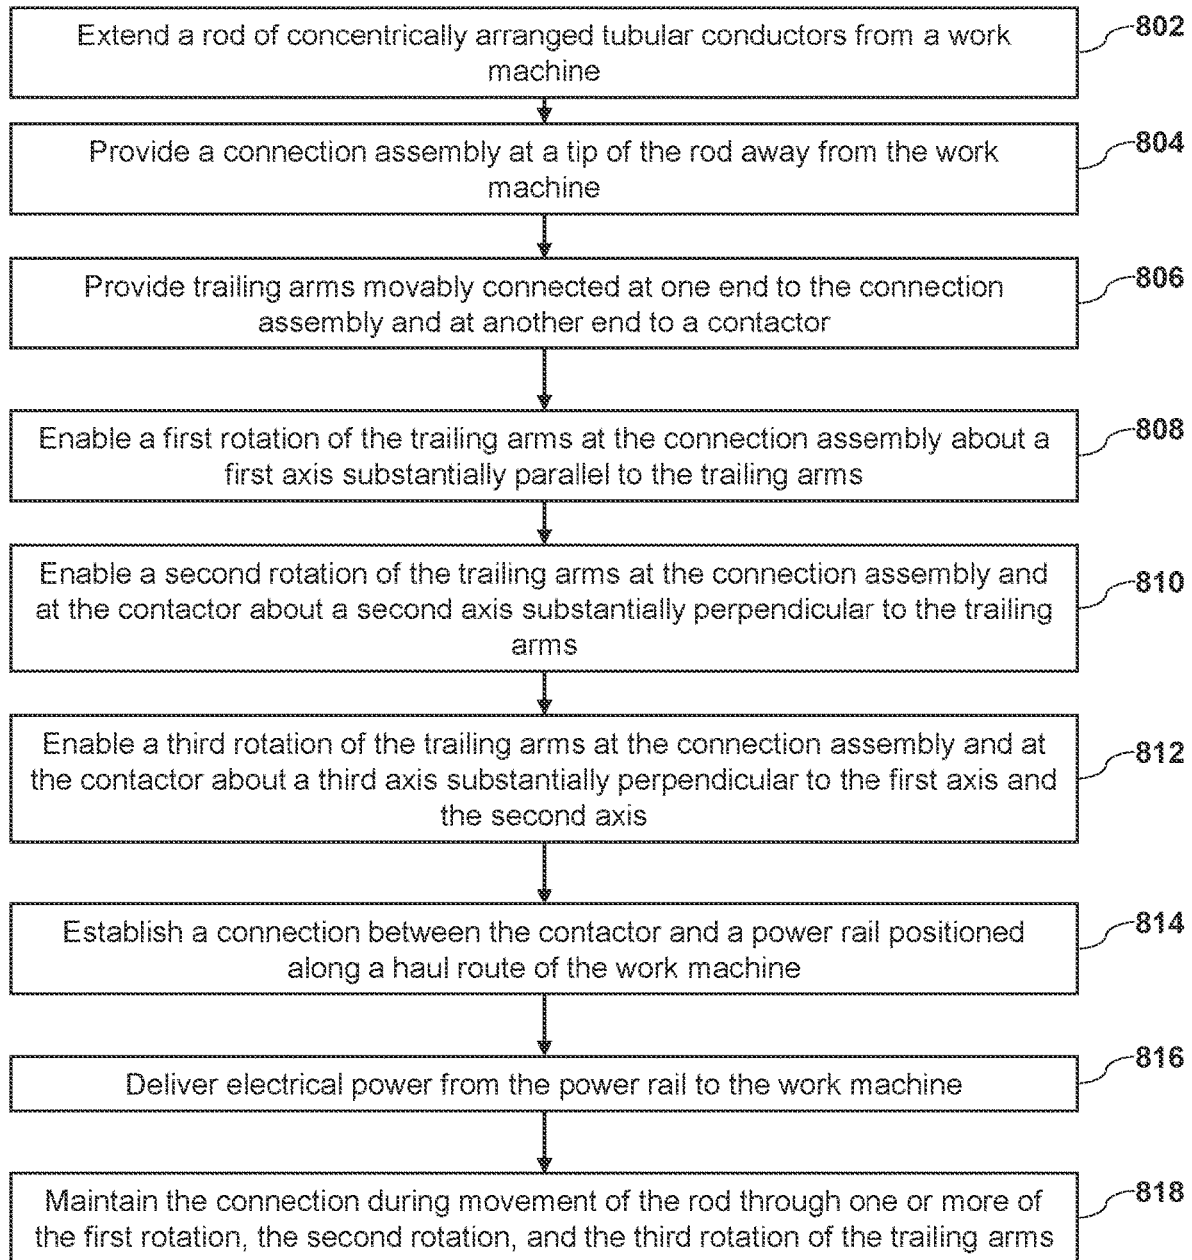 Extend a rod of concentrically arranged tubular conductors from a work
machine
802
Provide a connection assembly at a tip of the rod away from the work
machine
804
Provide trailing arms movably connected at one end to the connection
assembly and at another end to a contactor
806
Enable a first rotation of the trailing arms at the connection assembly about a
first axis substantially parallel to the trailing arms
808
Enable a second rotation of the trailing arms at the connection assembly and
at the contactor about a second axis substantially perpendicular to the trailing
arms
810
Enable a third rotation of the trailing arms at the connection assembly and at
the contactor about a third axis substantially perpendicular to the first axis and
the second axis
812
Establish a connection between the contactor and a power rail positioned
along a haul route of the work machine
814
Deliver electrical power from the power rail to the work machine
816
Maintain the connection during movement of the rod through one or more of
the first rotation, the second rotation, and the third rotation of the trailing arms
818